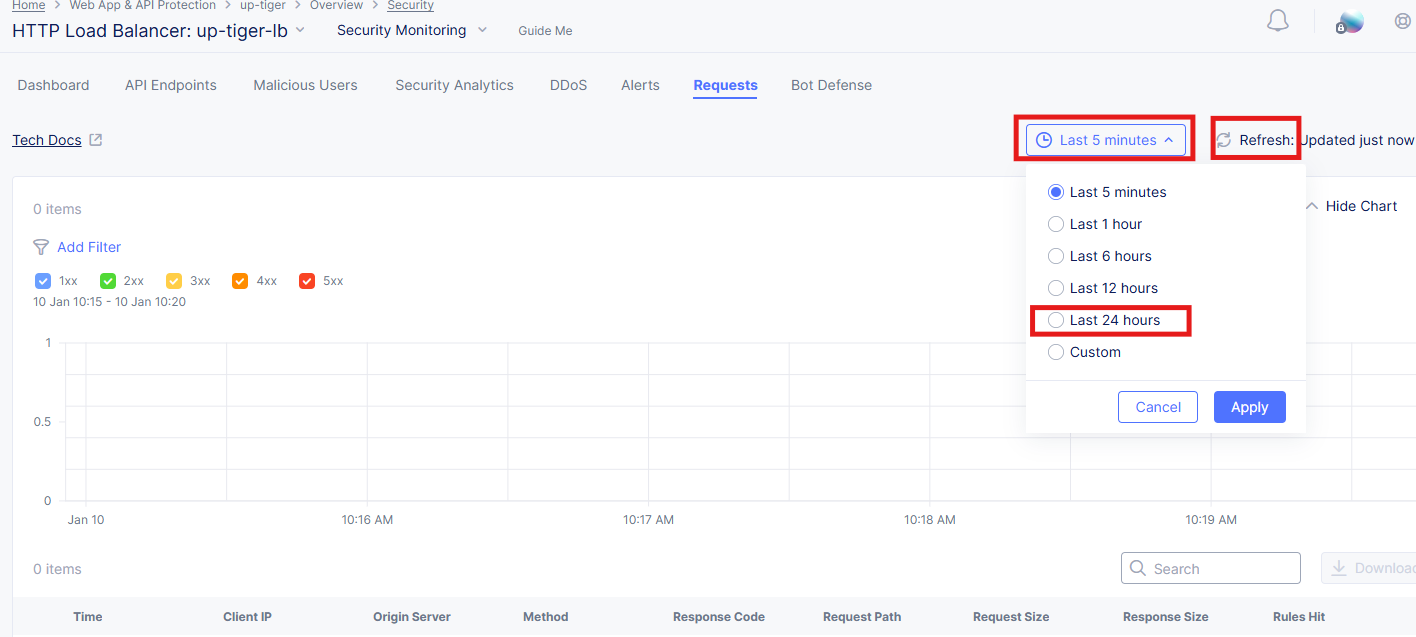 Home > Web App & API Protection > up-tiger > Overview > Security
HTTP Load Balancer: up-tiger-lb Security Monitoring Guide Me
Dashboard API Endpoints Malicious Users Security Analytics DDoS Alerts Requests Bot Defense
Tech Docs Last 5 minutes Refresh: Updated just now
Last 5 minutes
0 items Hide Chart
Last 1 hour
Add Filter
Last 6 hours
1xx 2xx 3xx 4xx 5xx
Last 12 hours
10 Jan 10:15 - 10 Jan 10:20
Last 24 hours
Custom
Cancel Apply
1
0.5
0
Jan 10 10:16 AM 10:17 AM 10:18 AM 10:19 AM
0 items Search Download
Time Client IP Origin Server Method Response Code Request Path Request Size Response Size Rules Hit